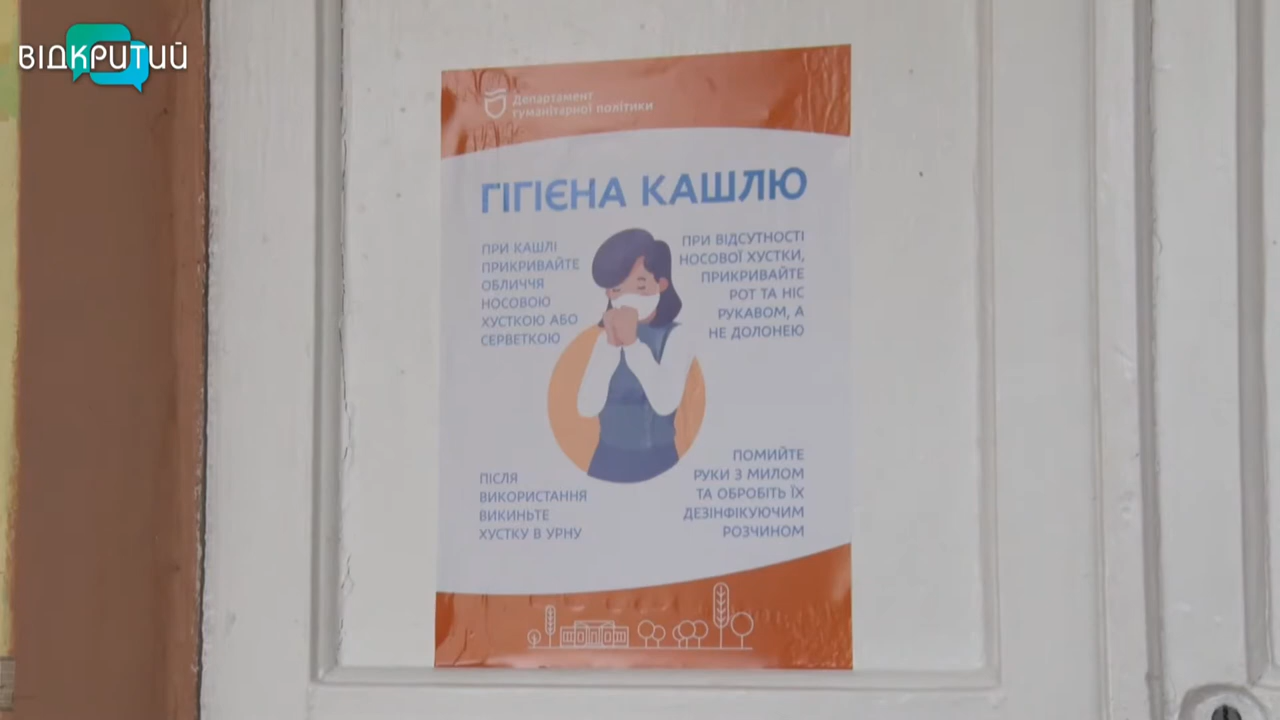 ВІДКРИТИЙ
Департамент
гуманітарної політики
ГІГІЄНА КАШЛЮ
ПРИ КАШЛІ
ПРИКРИВАЙТЕ
ОБЛИЧЧЯ
НОСОВОЮ
ХУСТКОЮ АБО
СЕРВЕТКОЮ
ПРИ ВІДСУТНОСТІ
НОСОВОЇ ХУСТКИ,
ПРИКРИВАЙТЕ
РОТ ТА НІС
РУКАВОМ, А
НЕ ДОЛОНЕЮ
ПІСЛЯ
ВИКОРИСТАННЯ
ВИКИНЬТЕ
ХУСТКУ В УРНУ
ПОМИЙТЕ
РУКИ З МИЛОМ
ТА ОБРОБІТЬ ЇХ
ДЕЗІНФІКУЮЧИМ
РОЗЧИНОМ